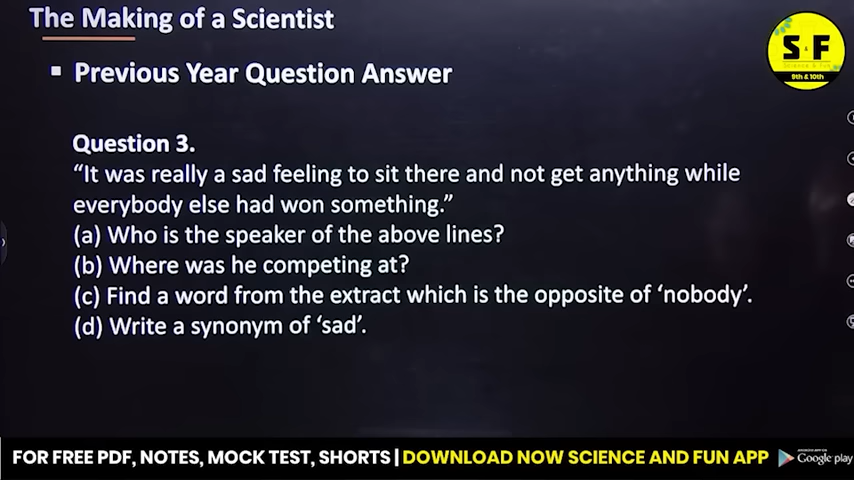 The Making of a Scientist
S & F
Science & Fun
9th & 10th
▪ Previous Year Question Answer
Question 3.
“It was really a sad feeling to sit there and not get anything while
everybody else had won something.”
(a) Who is the speaker of the above lines?
(b) Where was he competing at?
(c) Find a word from the extract which is the opposite of ‘nobody’.
(d) Write a synonym of ‘sad’.
FOR FREE PDF, NOTES, MOCK TEST, SHORTS | DOWNLOAD NOW SCIENCE AND FUN APP
Google play